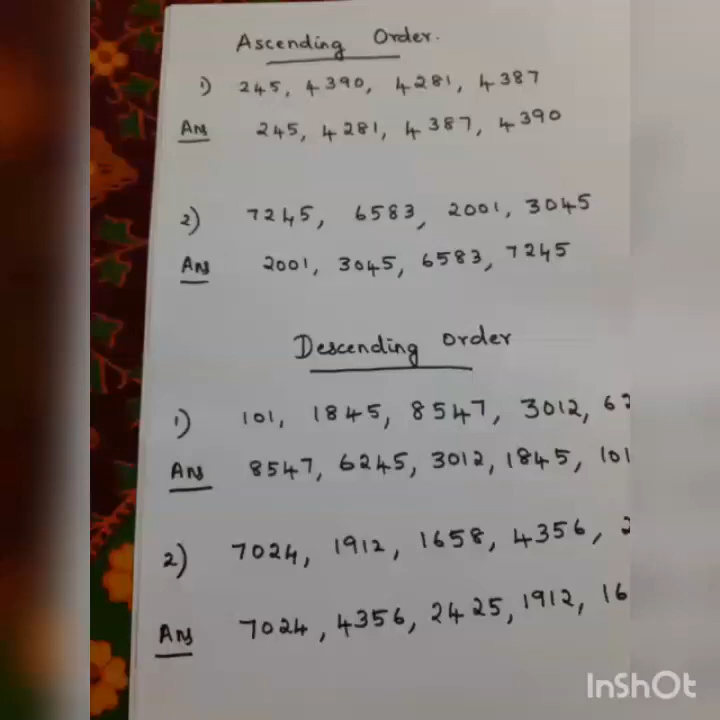 Ascending Order.
1) 245, 4390, 4281, 4387
Ans 245, 4281, 4387, 4390
2) 7245, 6583, 2001, 3045
Ans 2001, 3045, 6583, 7245
Descending Order
1) 101, 1845, 8547, 3012, 62
Ans 8547, 6245, 3012, 1845, 101
2) 7024, 1912, 1658, 4356, 2
Ans 7024, 4356, 2425, 1912, 16
InShOt